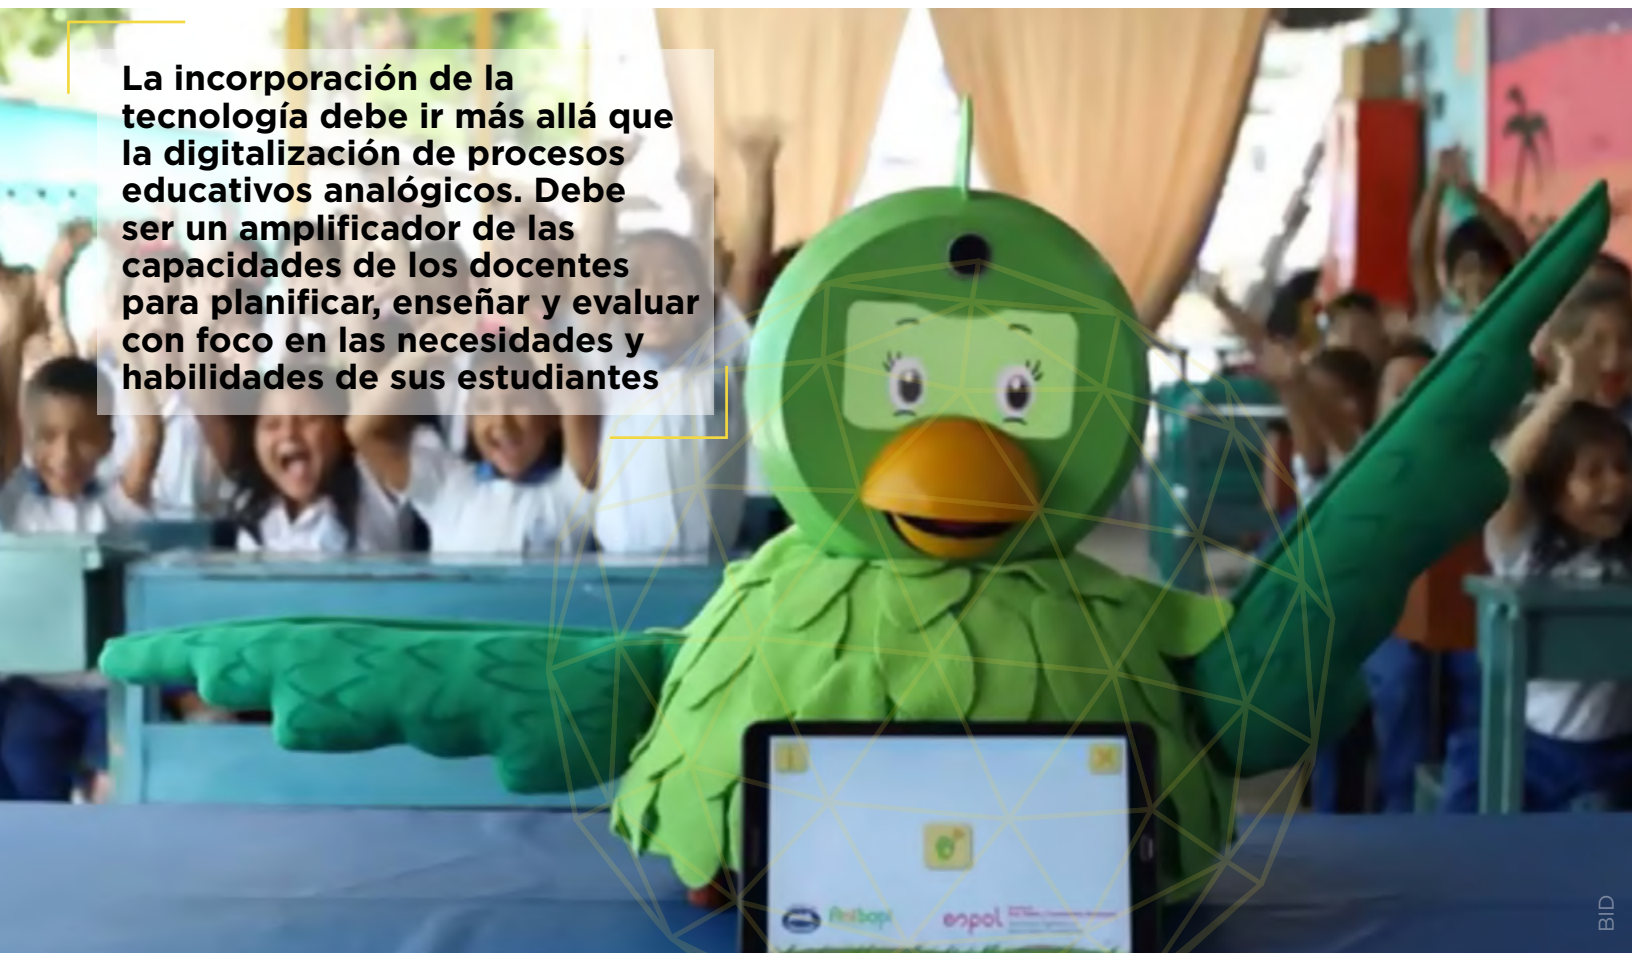 La incorporación de la
tecnología debe ir más allá que
la digitalización de procesos
educativos analógicos. Debe
ser un amplificador de las
capacidades de los docentes
para planificar, enseñar y evaluar
con foco en las necesidades y
habilidades de sus estudiantes
espol
BID